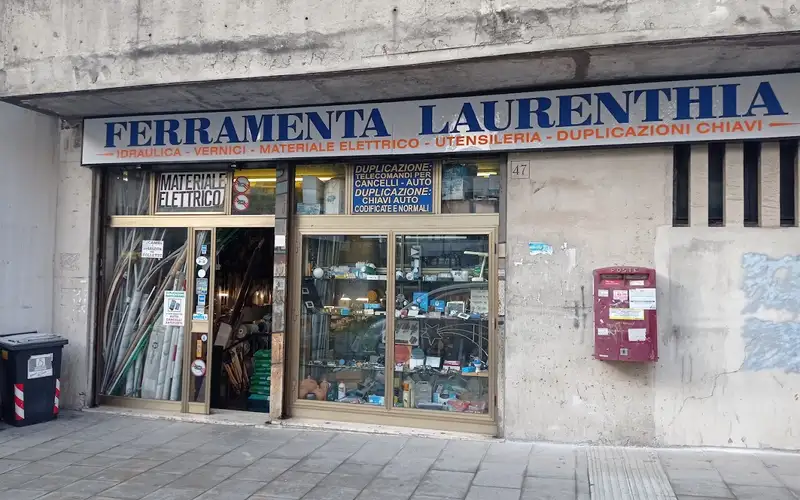 FERRAMENTA LAURENTHIA
IDRAULICA - VERNICI - MATERIALE ELETTRICO - UTENSILERIA - DUPLICAZIONI CHIAVI
MATERIALE
ELETTRICO
DUPLICAZIONE:
TELECOMANDI PER
CANCELLI - AUTO
DUPLICAZIONE:
CHIAVI AUTO
CODIFICATE E NORMALI
47
POSTE